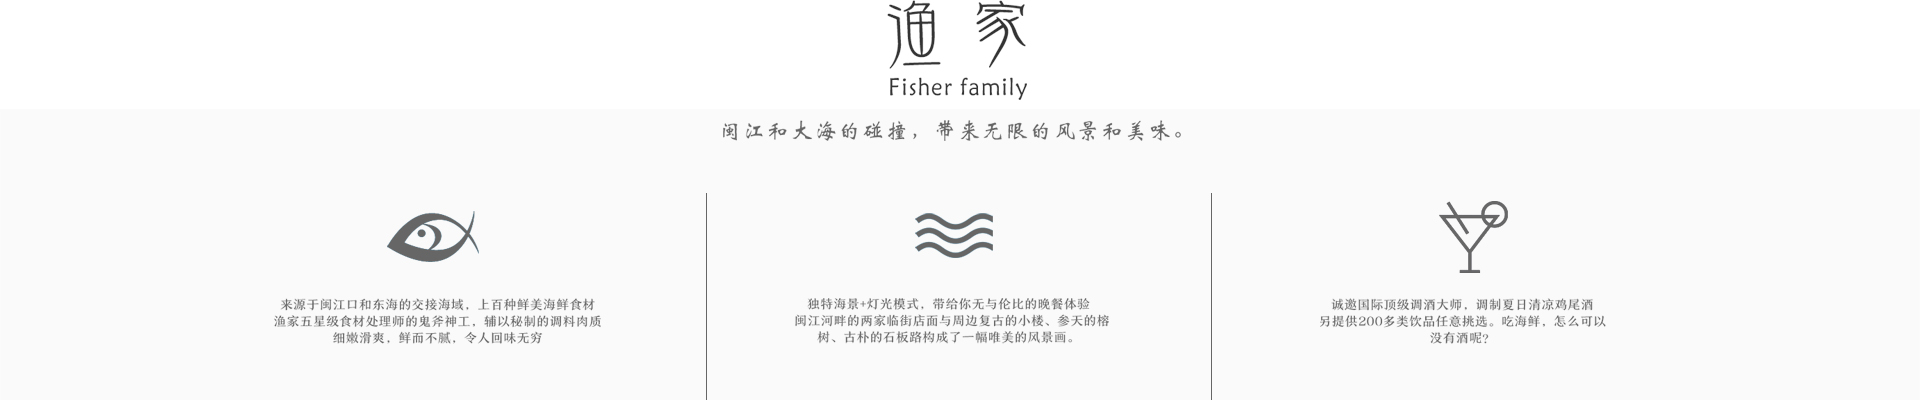 渔家
Fisher family
闽江和大海的碰撞，带来无限的风景和美味。
来源于闽江口和东海的交接海域，上百种鲜美海鲜食材
渔家五星级食材处理师的鬼斧神工，辅以秘制的调料肉质
细嫩滑爽，鲜而不腻，令人回味无穷
独特海景+灯光模式，带给你无与伦比的晚餐体验
闽江河畔的两家临街店面与周边复古的小楼、参天的榕
树、古朴的石板路构成了一幅唯美的风景画。
诚邀国际顶级调酒大师，调制夏日清凉鸡尾酒
另提供200多类饮品任意挑选。吃海鲜，怎么可以
没有酒呢?